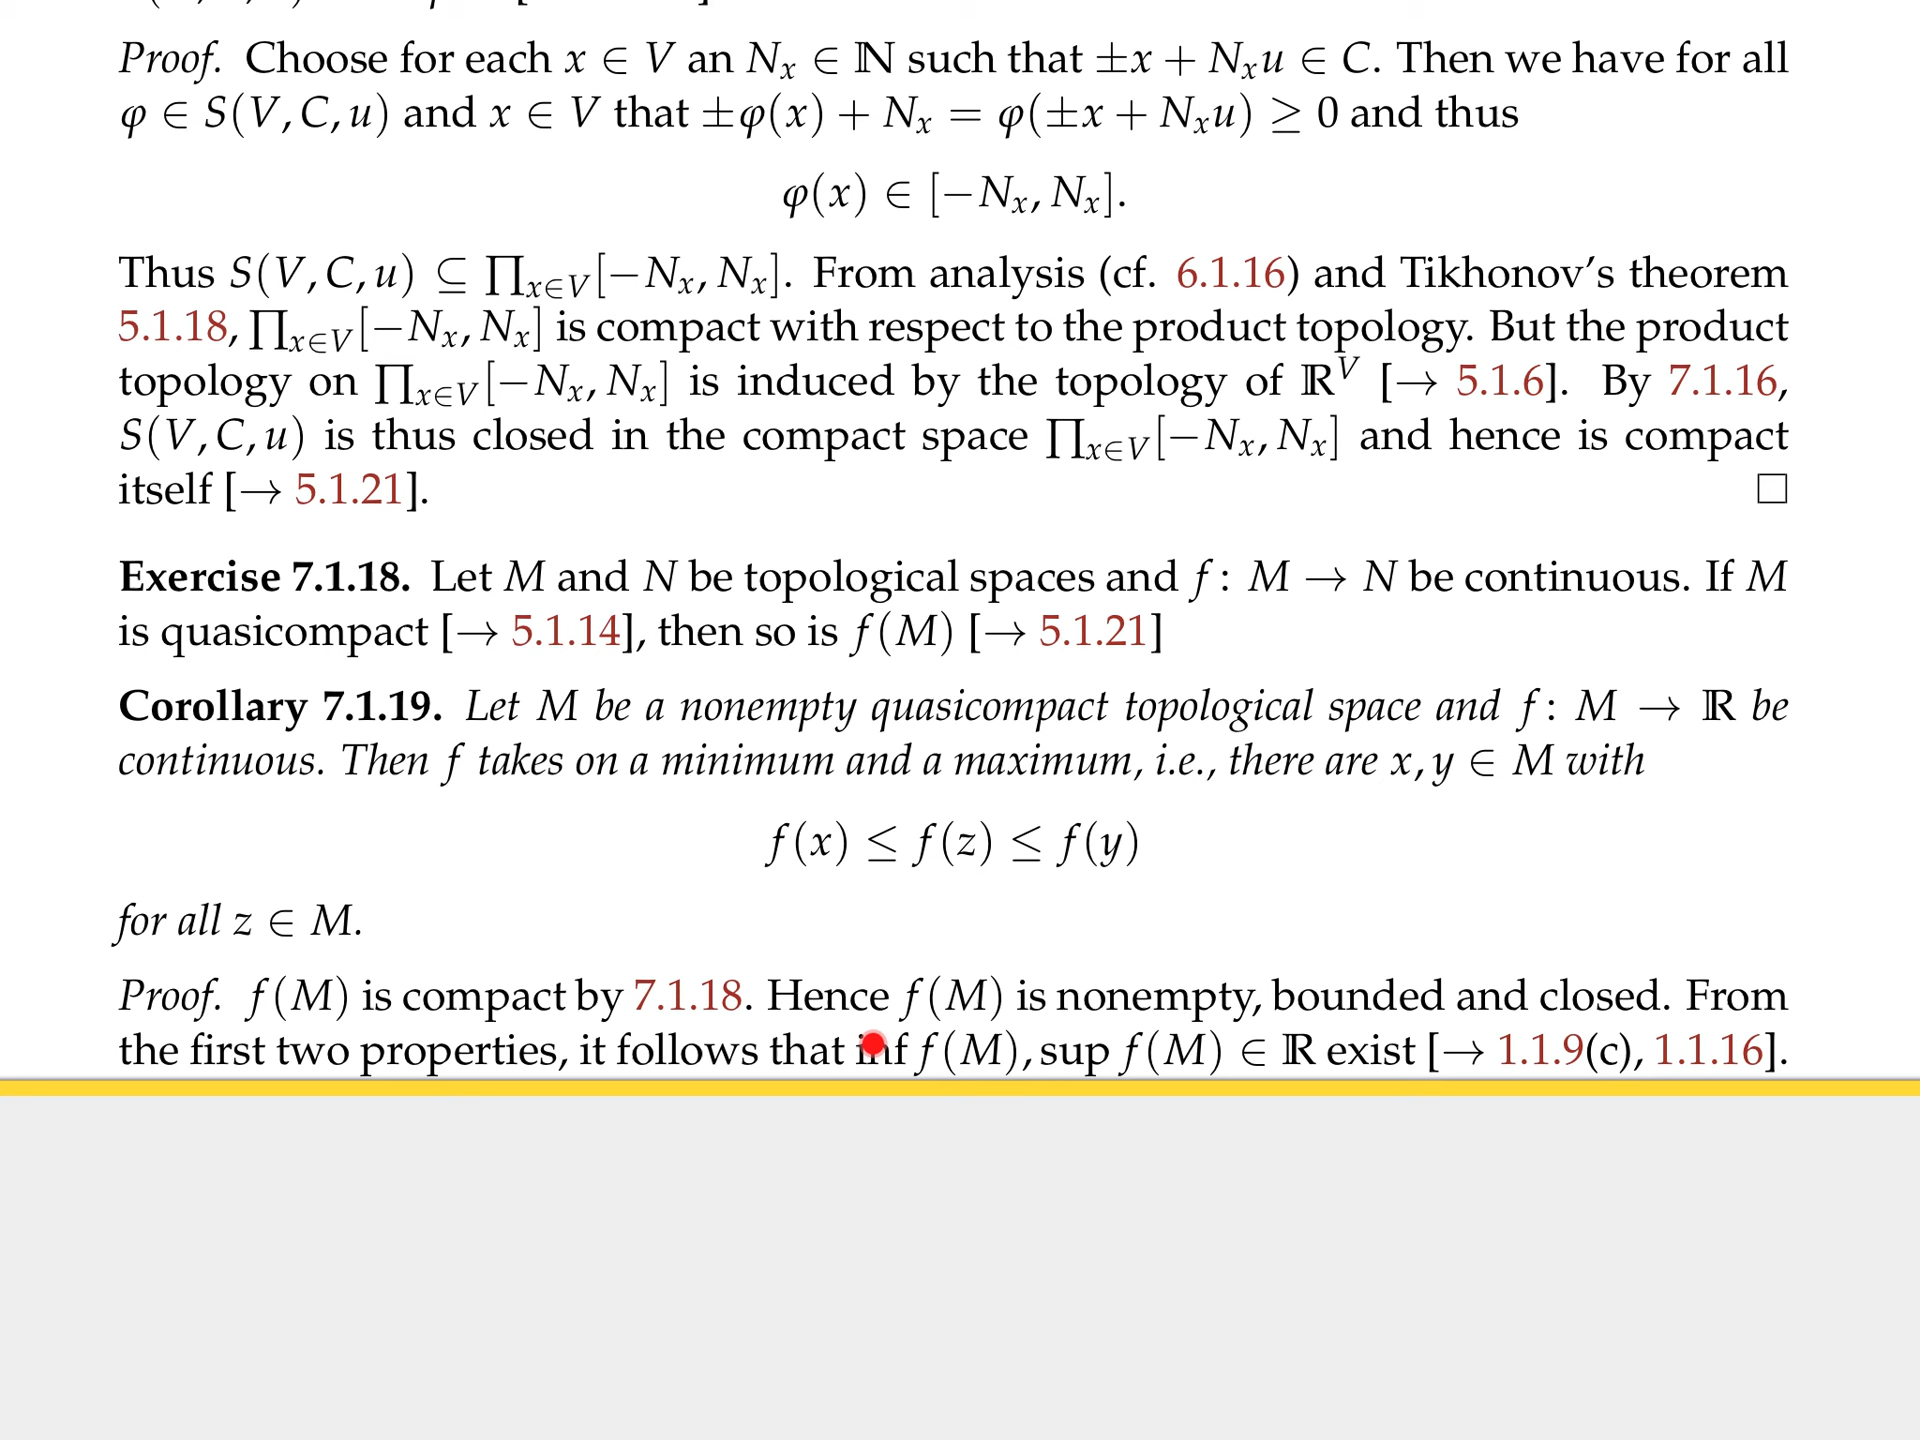 Proof. Choose for each x ∈ V an N_x ∈ ℕ such that ±x + N_x u ∈ C. Then we have for all
φ ∈ S(V, C, u) and x ∈ V that ±φ(x) + N_x = φ(±x + N_x u) ≥ 0 and thus
φ(x) ∈ [−N_x, N_x].
Thus S(V, C, u) ⊆ ∏_{x∈V}[−N_x, N_x]. From analysis (cf. 6.1.16) and Tikhonov's theorem
5.1.18, ∏_{x∈V}[−N_x, N_x] is compact with respect to the product topology. But the product
topology on ∏_{x∈V}[−N_x, N_x] is induced by the topology of ℝ^V [→ 5.1.6]. By 7.1.16,
S(V, C, u) is thus closed in the compact space ∏_{x∈V}[−N_x, N_x] and hence is compact
itself [→ 5.1.21]. □
Exercise 7.1.18. Let M and N be topological spaces and f : M → N be continuous. If M
is quasicompact [→ 5.1.14], then so is f(M) [→ 5.1.21]
Corollary 7.1.19. Let M be a nonempty quasicompact topological space and f : M → ℝ be
continuous. Then f takes on a minimum and a maximum, i.e., there are x, y ∈ M with
f(x) ≤ f(z) ≤ f(y)
for all z ∈ M.
Proof. f(M) is compact by 7.1.18. Hence f(M) is nonempty, bounded and closed. From
the first two properties, it follows that inf f(M), sup f(M) ∈ ℝ exist [→ 1.1.9(c), 1.1.16].